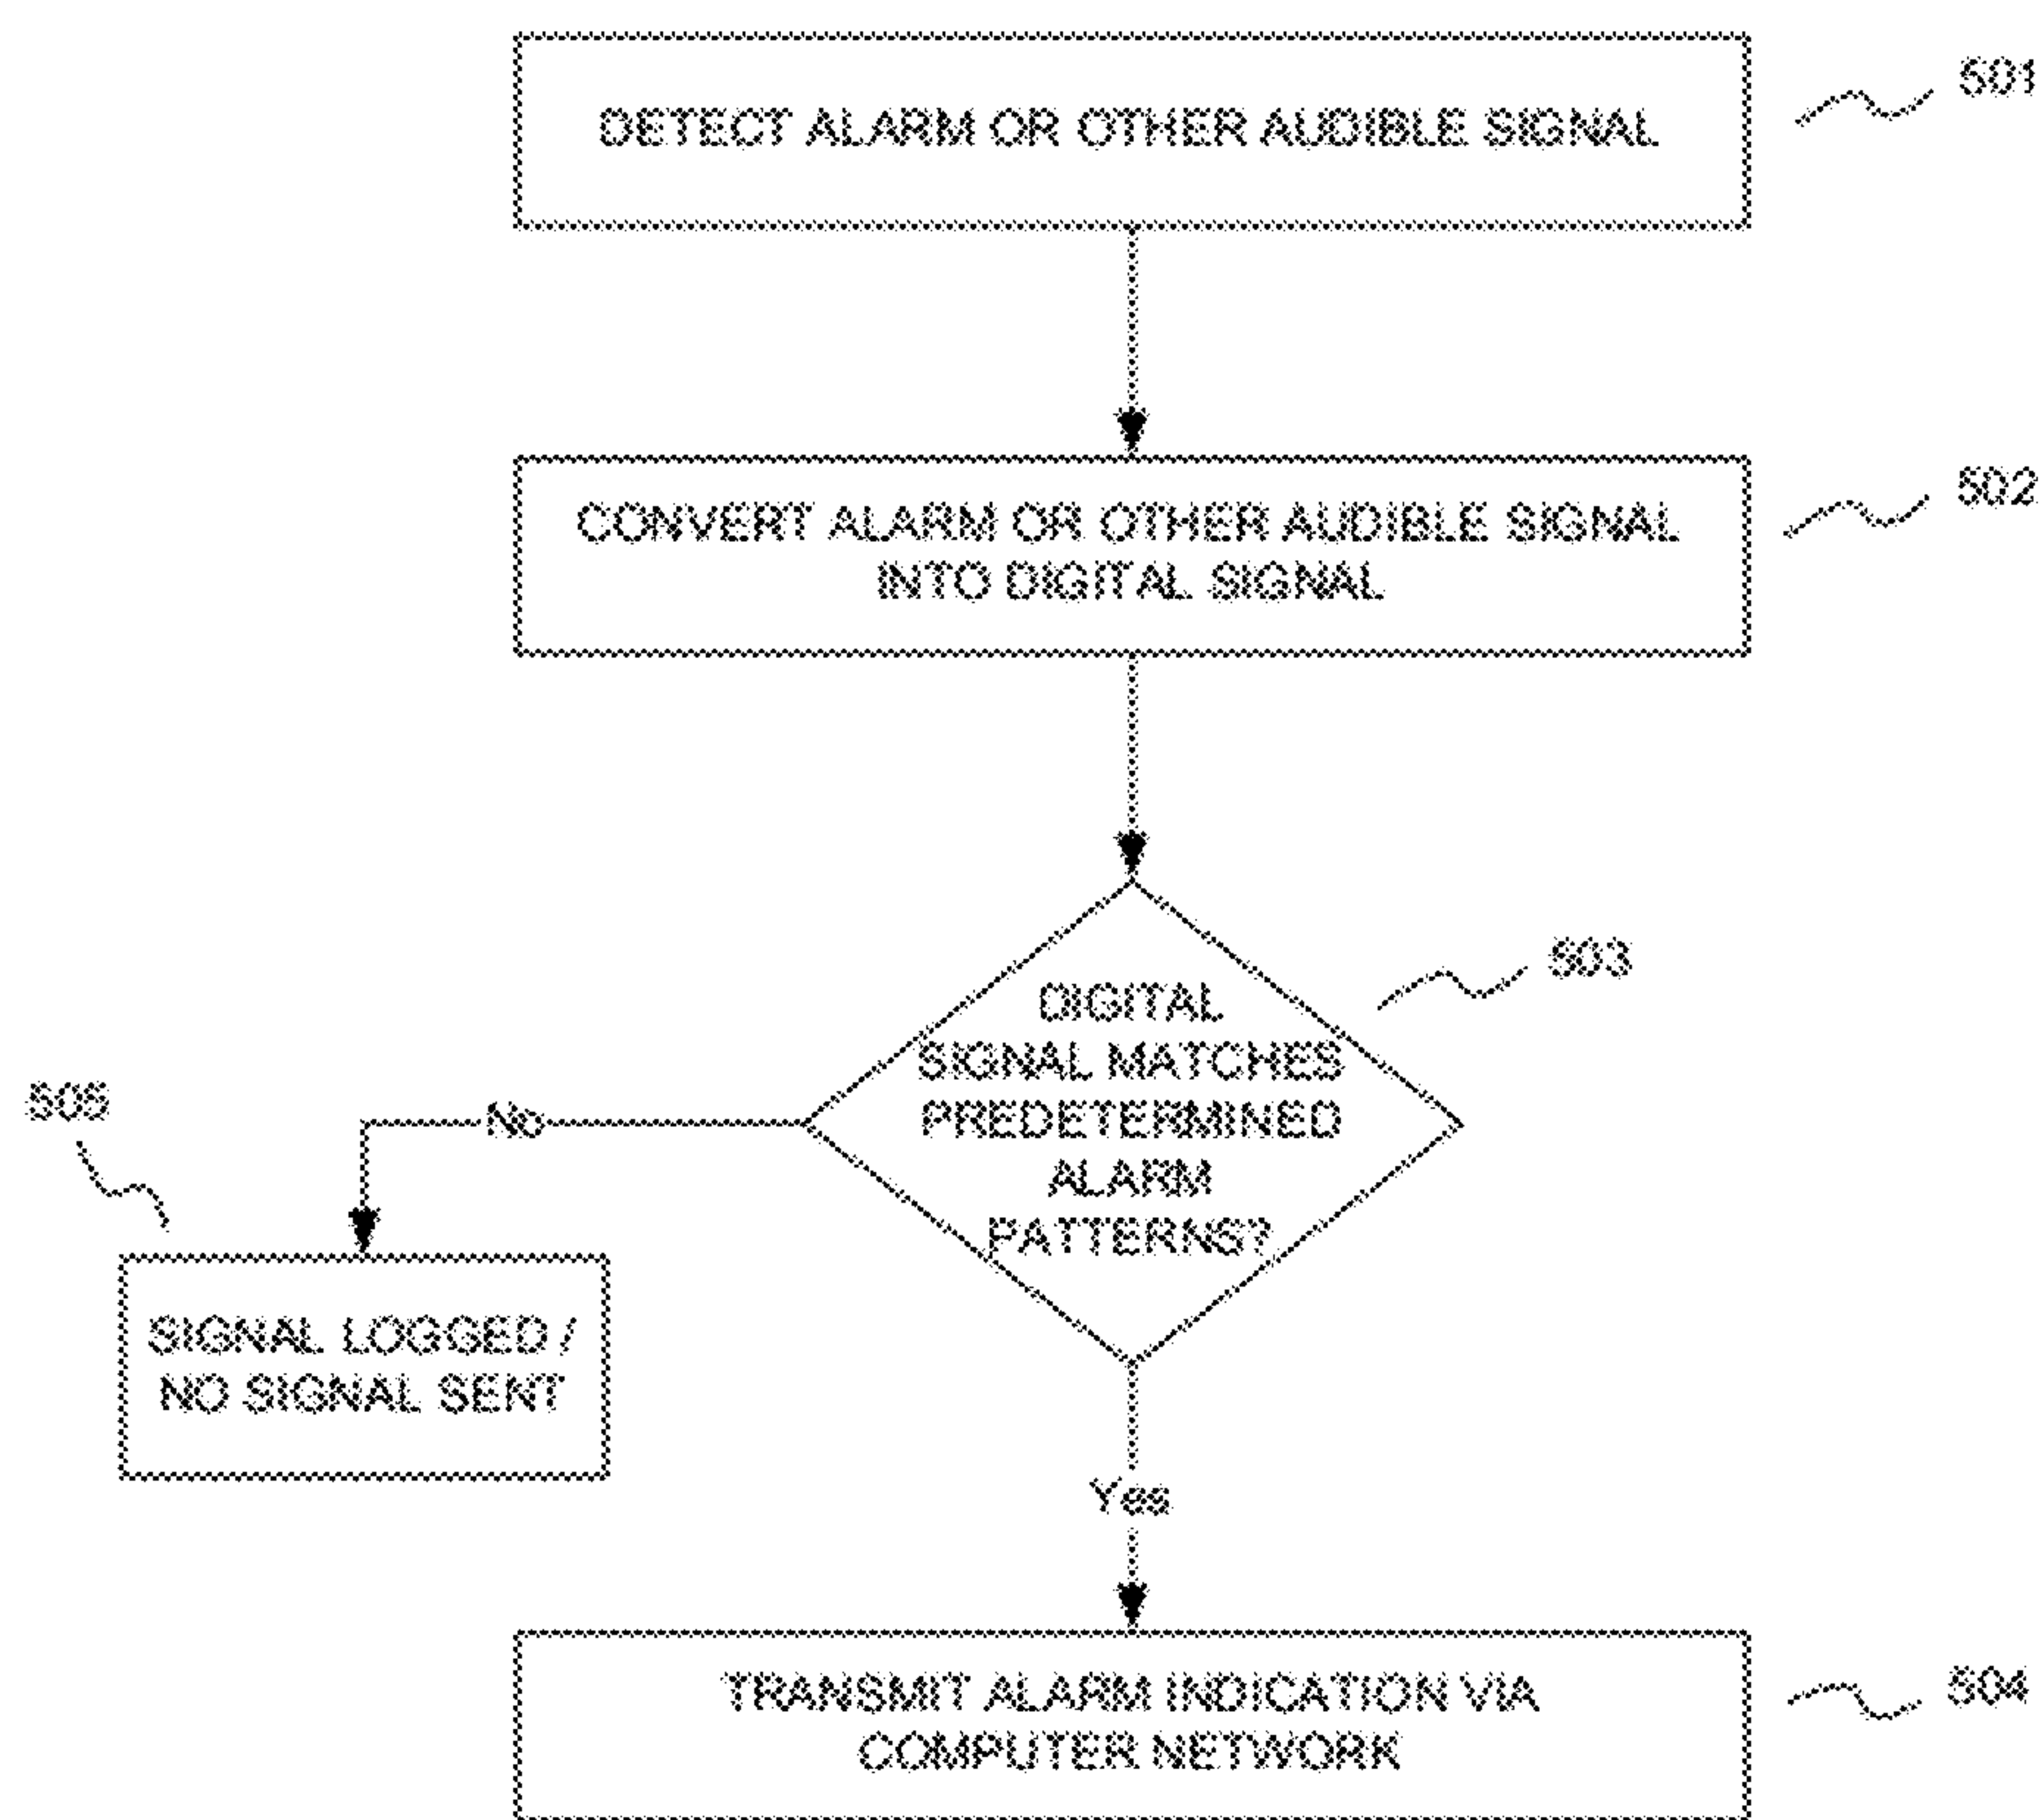 DETECT ALARM OR OTHER AUDIBLE SIGNAL
501
CONVERT ALARM OR OTHER AUDIBLE SIGNAL
INTO DIGITAL SIGNAL
502
DIGITAL
SIGNAL MATCHES
PREDETERMINED
ALARM
PATTERNS?
503
No
505
SIGNAL LOGGED /
NO SIGNAL SENT
Yes
TRANSMIT ALARM INDICATION VIA
COMPUTER NETWORK
504